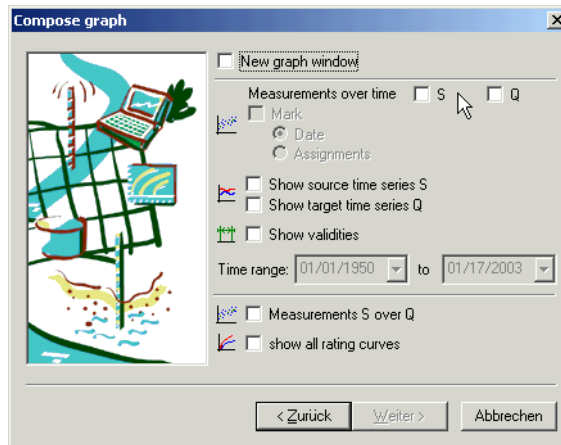 Compose graph
New graph window
Measurements over time S Q
Mark
Date
Assignments
Show source time series S
Show target time series Q
Show validities
Time range: 01/01/1950 to 01/17/2003
Measurements S over Q
show all rating curves
< Zurück Weiter > Abbrechen